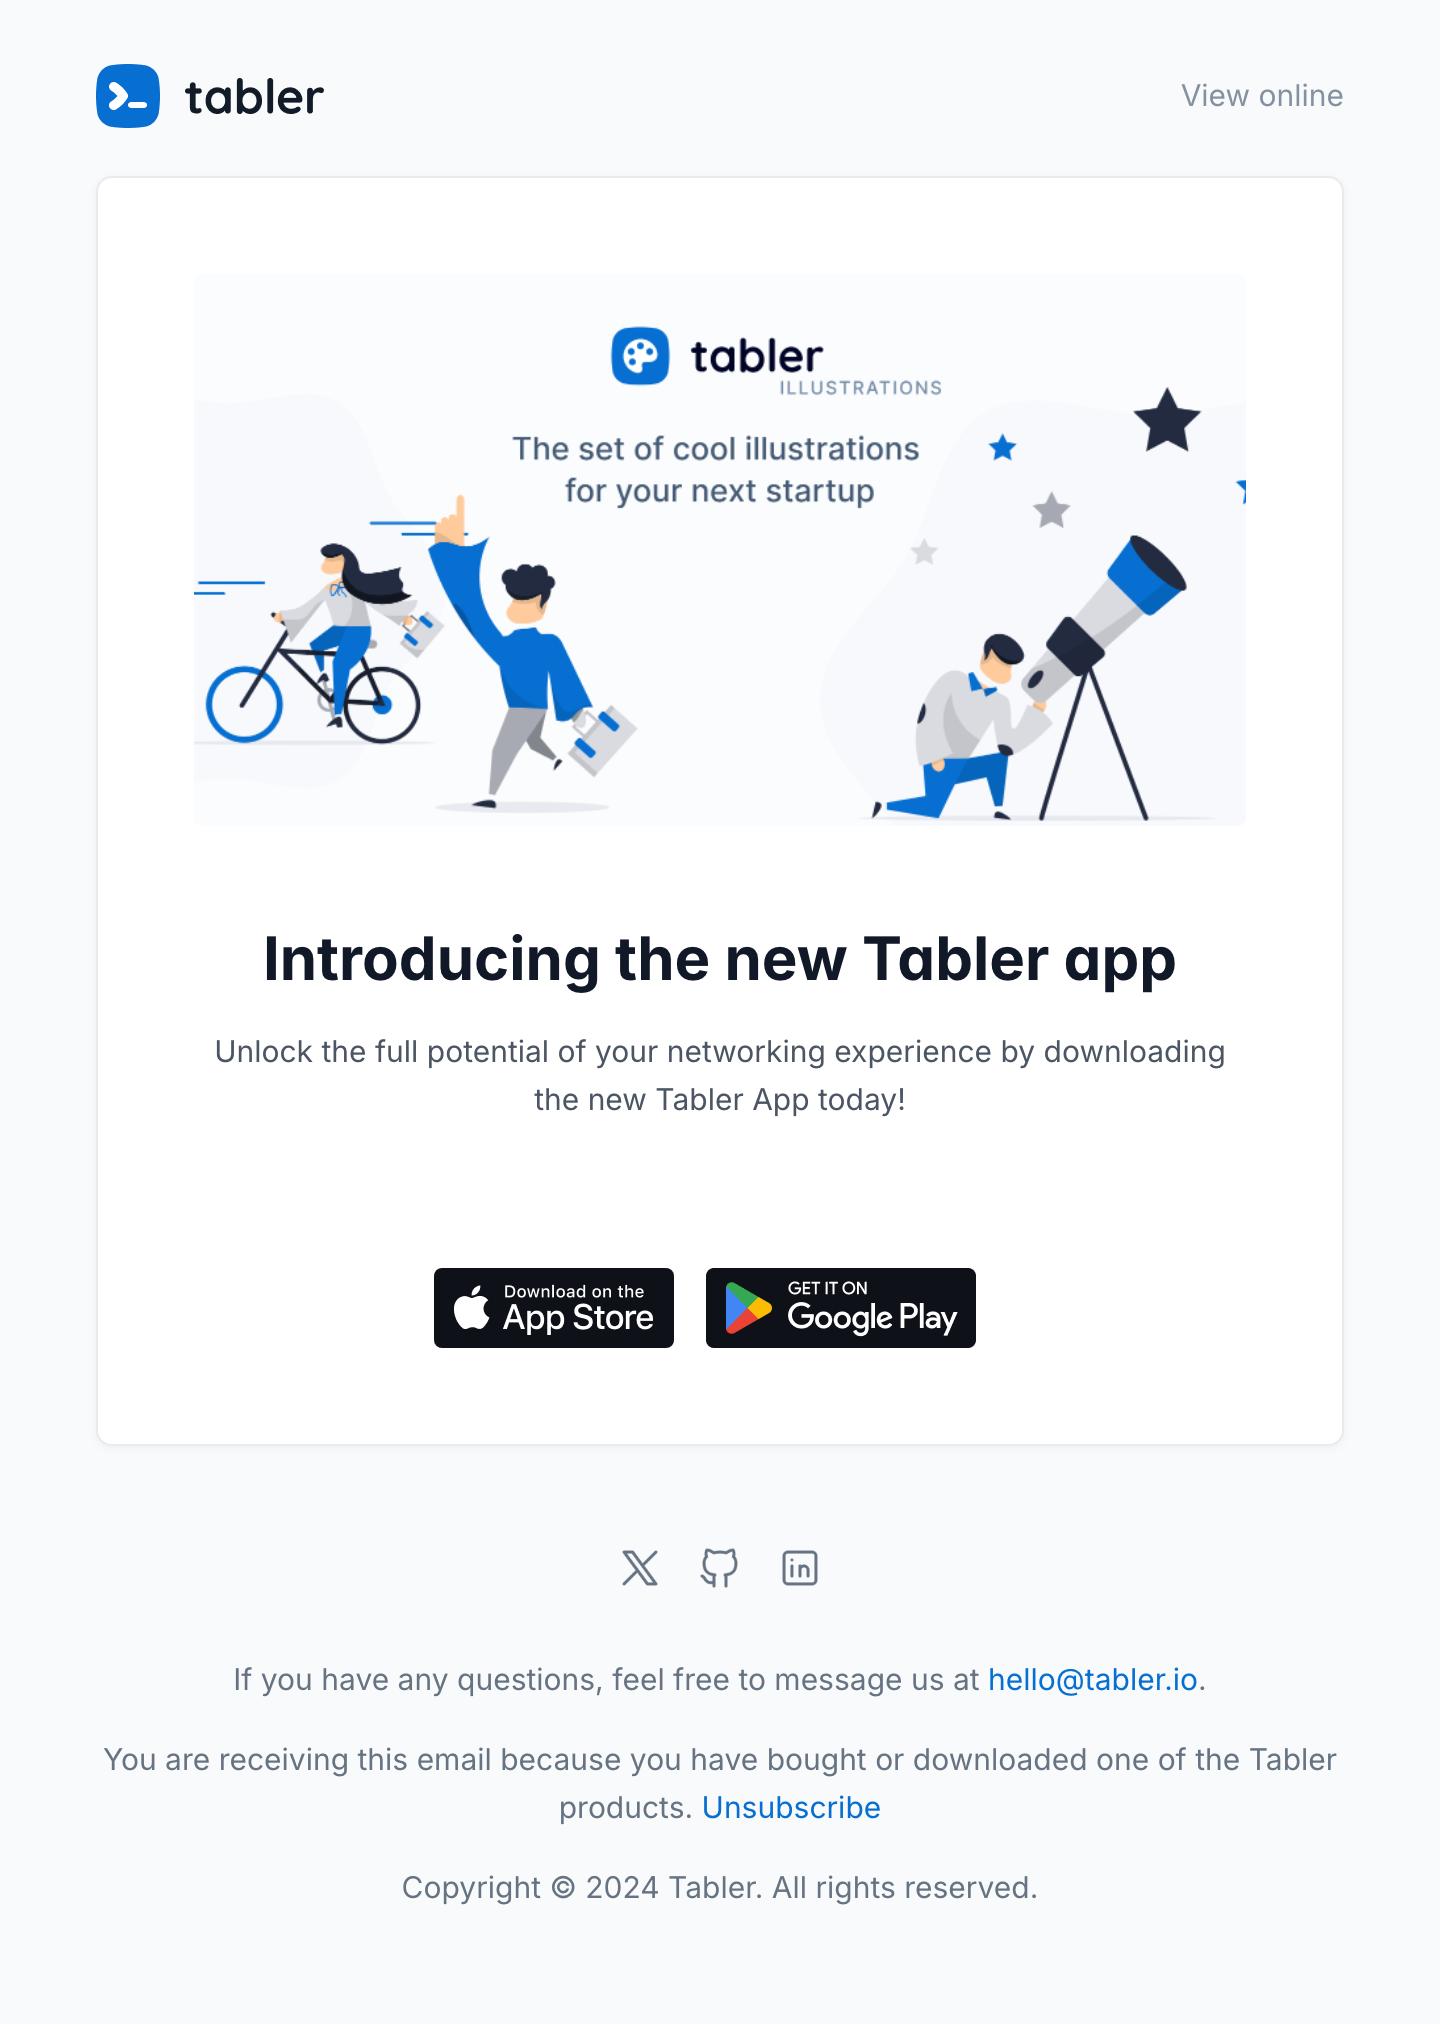 tabler
View online
tabler
ILLUSTRATIONS
The set of cool illustrations
for your next startup
Introducing the new Tabler app
Unlock the full potential of your networking experience by downloading
the new Tabler App today!
Download on the
App Store
GET IT ON
Google Play
If you have any questions, feel free to message us at hello@tabler.io.
You are receiving this email because you have bought or downloaded one of the Tabler
products. Unsubscribe
Copyright © 2024 Tabler. All rights reserved.